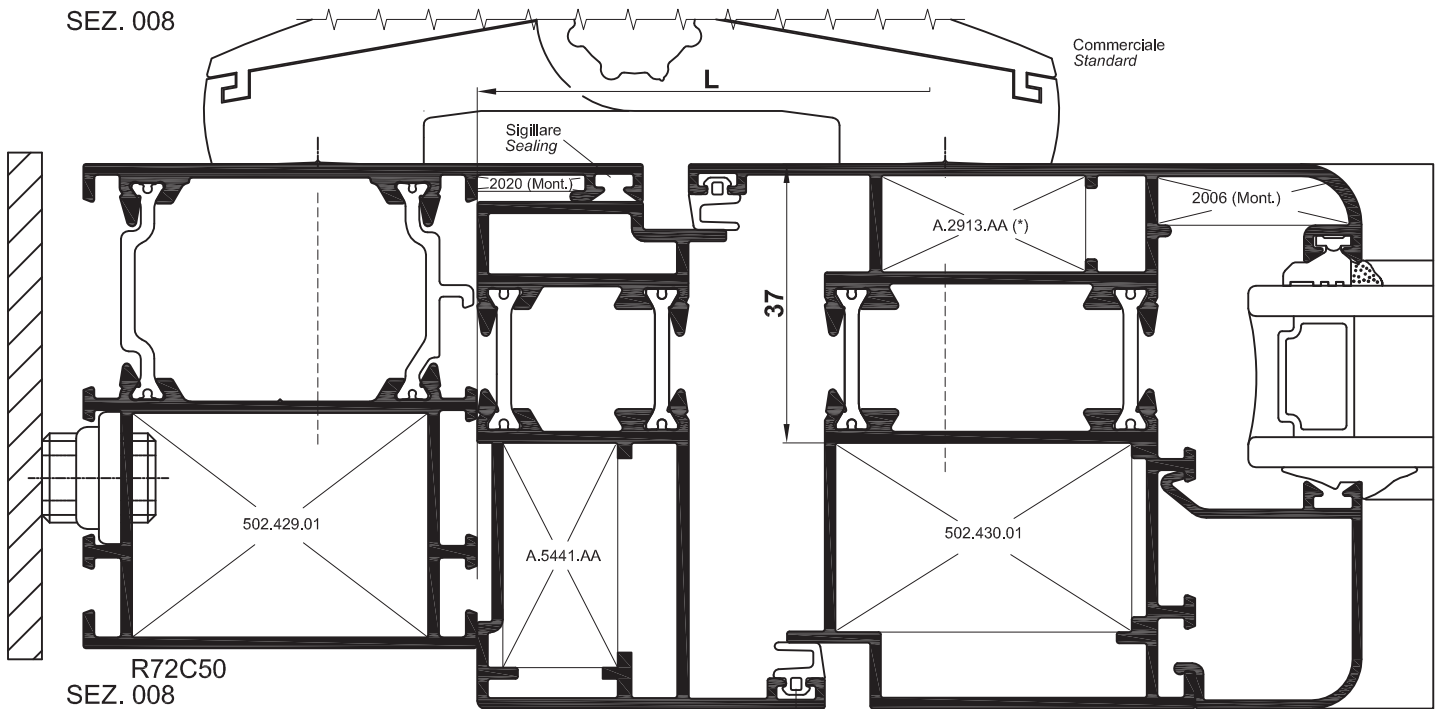 SEZ. 008
Commerciale
Standard
L
Sigillare
Sealing
2020 (Mont.)
A.2913.AA (*)
2006 (Mont.)
37
502.429.01
A.5441.AA
502.430.01
R72C50
SEZ. 008